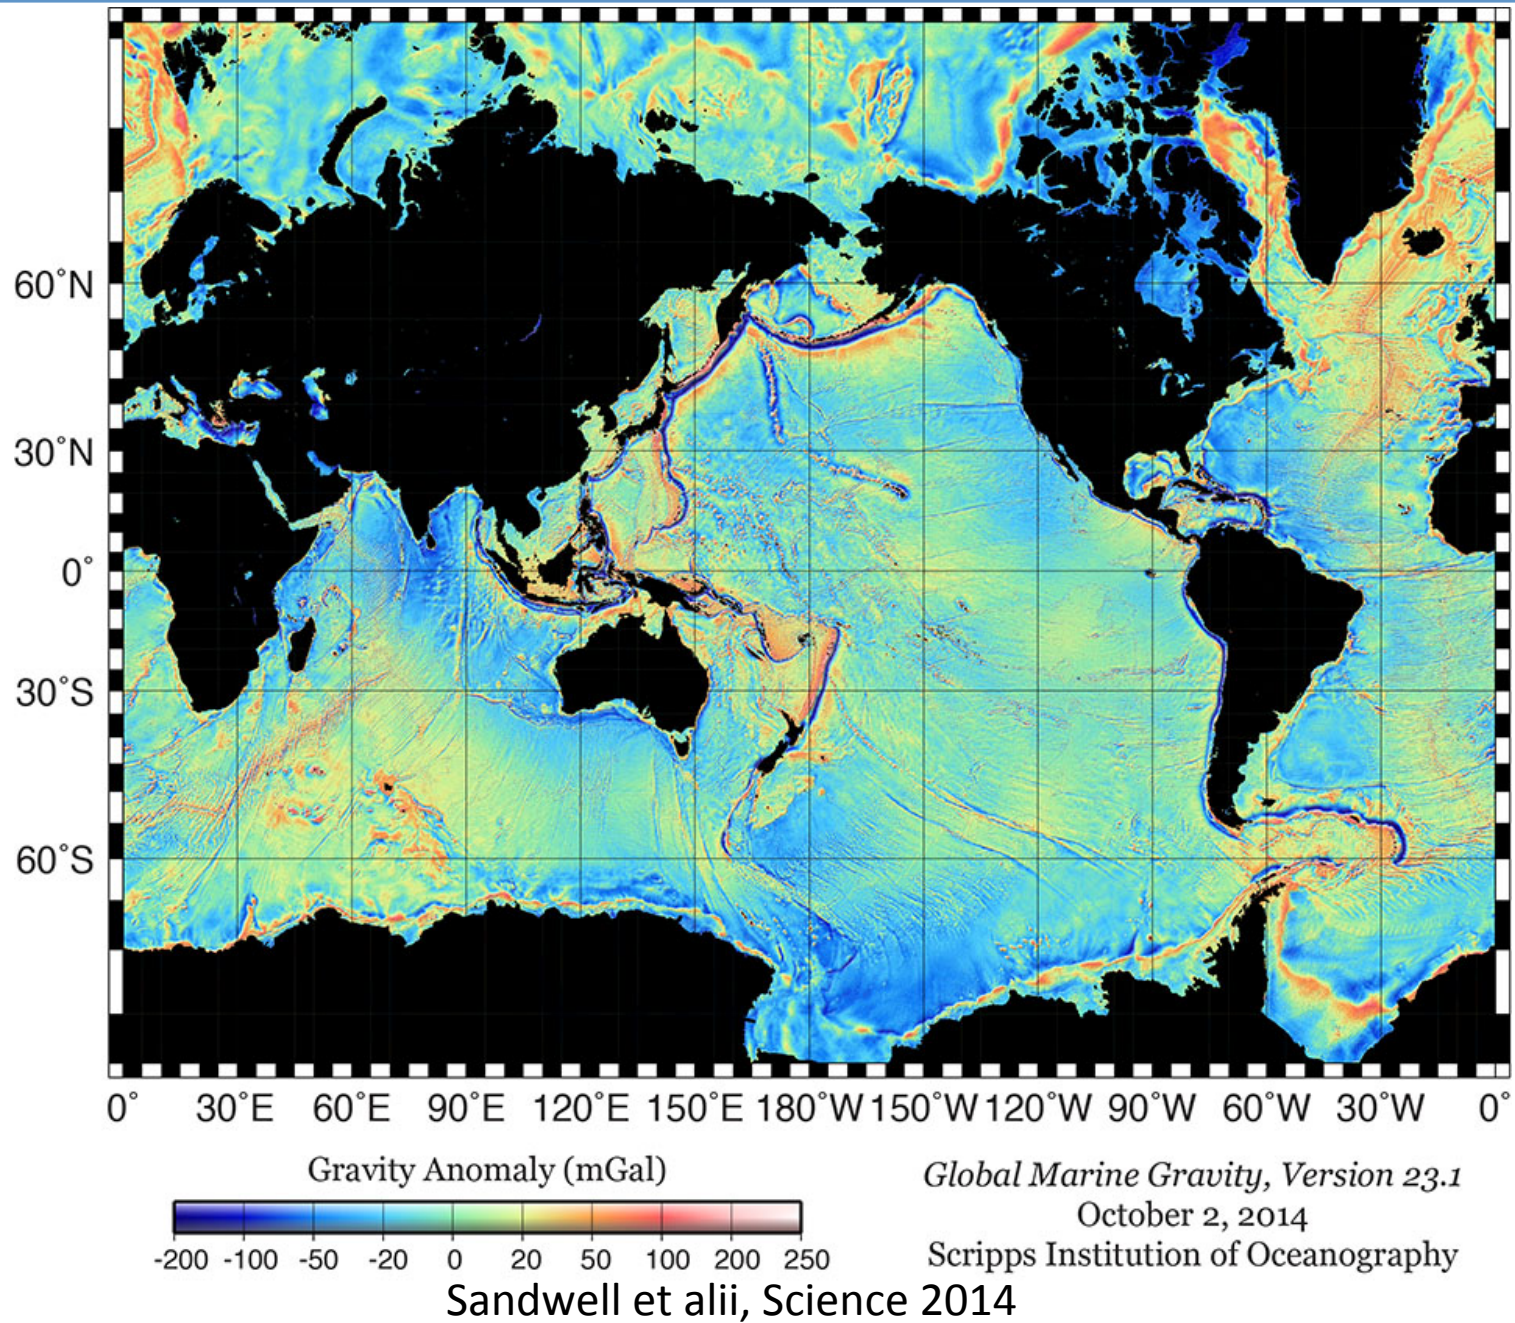 60°N
30°N
0°
30°S
60°S
0° 30°E 60°E 90°E 120°E 150°E 180°W 150°W 120°W 90°W 60°W 30°W 0°
Gravity Anomaly (mGal)
-200 -100 -50 -20 0 20 50 100 200 250
Global Marine Gravity, Version 23.1
October 2, 2014
Scripps Institution of Oceanography
Sandwell et alii, Science 2014